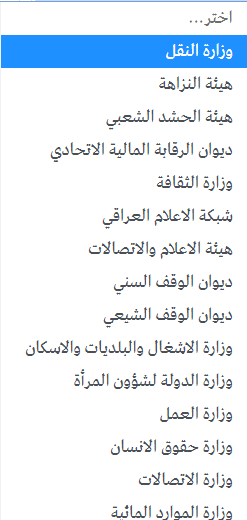 اختر...
وزارة النقل
هيئة النزاهة
هيئة الحشد الشعبي
ديوان الرقابة المالية الاتحادي
وزارة الثقافة
شبكة الاعلام العراقي
هيئة الاعلام والاتصالات
ديوان الوقف السني
ديوان الوقف الشيعي
وزارة الاشغال والبلديات والاسكان
وزارة الدولة لشؤون المرأة
وزارة العمل
وزارة حقوق الانسان
وزارة الاتصالات
وزارة الموارد المائية